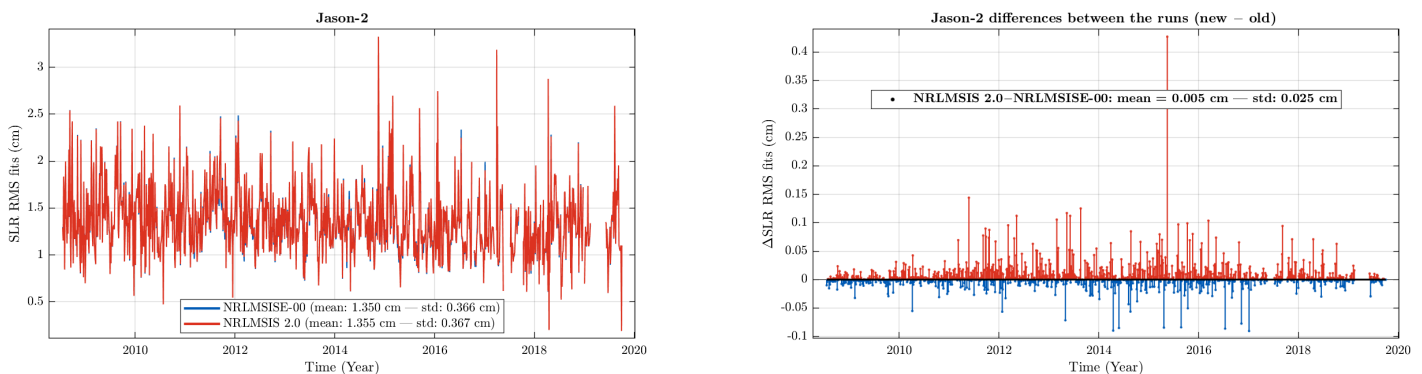 Jason-2
SLR RMS fits (cm)
3
2.5
2
1.5
1
0.5
NRLMSISE-00 (mean: 1.350 cm — std: 0.366 cm)
NRLMSIS 2.0 (mean: 1.355 cm — std: 0.367 cm)
2010 2012 2014 2016 2018 2020
Time (Year)
Jason-2 differences between the runs (new − old)
ΔSLR RMS fits (cm)
0.4
0.35
0.3
0.25
0.2
0.15
0.1
0.05
0
-0.05
-0.1
NRLMSIS 2.0−NRLMSISE-00: mean = 0.005 cm — std: 0.025 cm
2010 2012 2014 2016 2018 2020
Time (Year)